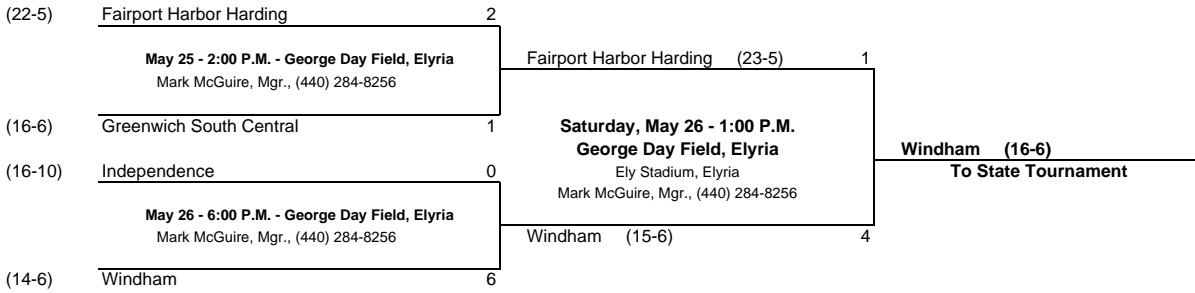 (22-5) Fairport Harbor Harding 2
May 25 - 2:00 P.M. - George Day Field, Elyria
Mark McGuire, Mgr., (440) 284-8256
(16-6) Greenwich South Central 1
(16-10) Independence 0
May 26 - 6:00 P.M. - George Day Field, Elyria
Mark McGuire, Mgr., (440) 284-8256
(14-6) Windham 6
Fairport Harbor Harding (23-5) 1
Saturday, May 26 - 1:00 P.M.
George Day Field, Elyria
Ely Stadium, Elyria
Mark McGuire, Mgr., (440) 284-8256
Windham (15-6) 4
Windham (16-6)
To State Tournament